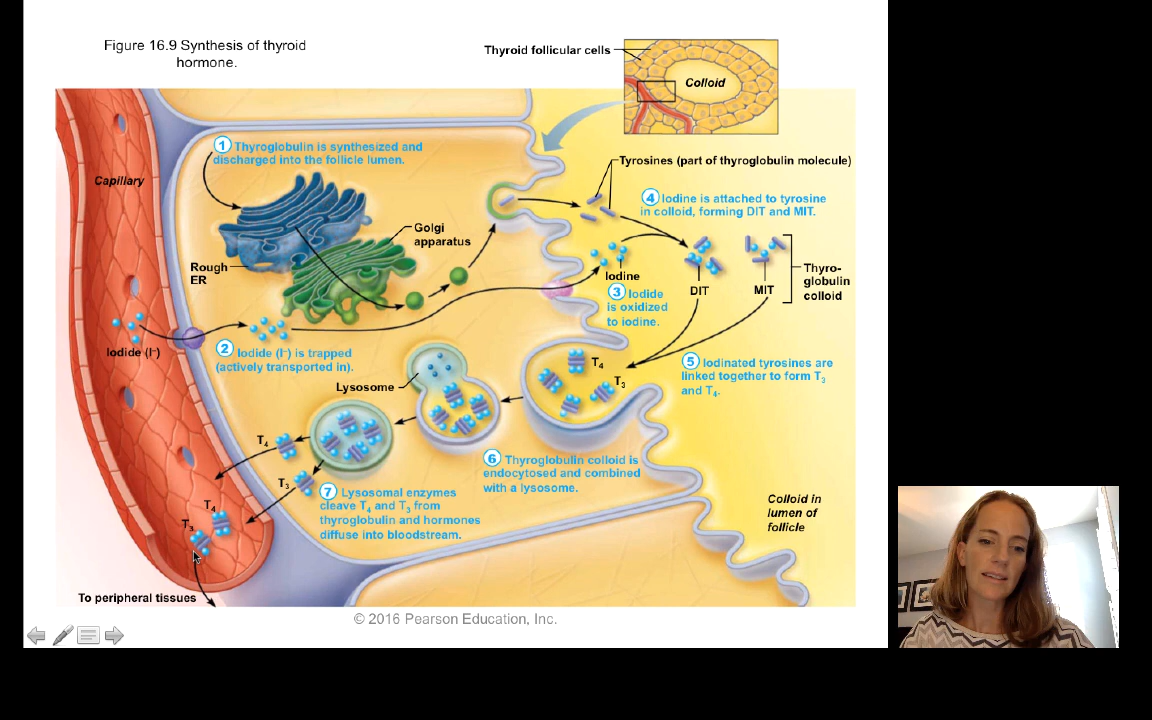 Figure 16.9 Synthesis of thyroid
hormone.
Thyroid follicular cells
Colloid
1 Thyroglobulin is synthesized and
discharged into the follicle lumen.
Capillary
Tyrosines (part of thyroglobulin molecule)
4 Iodine is attached to tyrosine
in colloid, forming DIT and MIT.
Golgi
apparatus
Rough
ER
Iodine
DIT
MIT
Thyro-
globulin
colloid
3 Iodide
is oxidized
to iodine.
Iodide (I–)
2 Iodide (I–) is trapped
(actively transported in).
T4
T3
5 Iodinated tyrosines are
linked together to form T3
and T4.
Lysosome
T4
6 Thyroglobulin colloid is
endocytosed and combined
with a lysosome.
T3
7 Lysosomal enzymes
cleave T4 and T3 from
thyroglobulin and hormones
diffuse into bloodstream.
T4
T3
Colloid in
lumen of
follicle
To peripheral tissues
© 2016 Pearson Education, Inc.